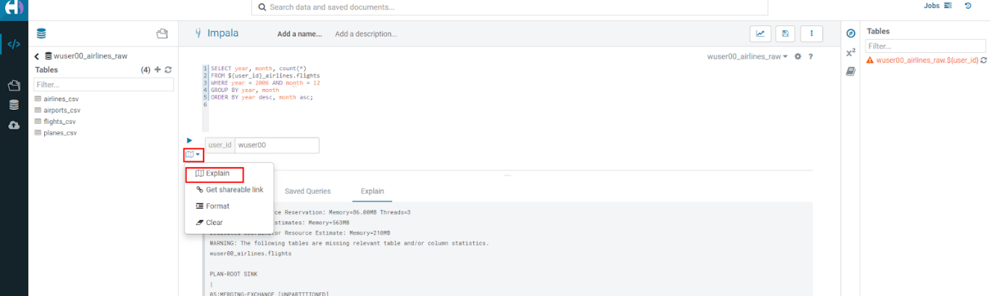 Search data and saved documents...
Jobs
Impala
Add a name...
Add a description...
wuser00_airlines_raw
Tables
(4)
Filter...
airlines_csv
airports_csv
flights_csv
planes_csv
wuser00_airlines_raw
?
1 SELECT year, month, count(*)
2 FROM ${user_id}_airlines.flights
3 WHERE year = 2006 AND month = 12
4 GROUP BY year, month
5 ORDER BY year desc, month asc;
6
user_id wuser00
Explain
Get shareable link
Format
Clear
Saved Queries
Explain
ce Reservation: Memory=86.00MB Threads=3
stimates: Memory=563MB
Dedicated Coordinator Resource Estimate: Memory=210MB
WARNING: The following tables are missing relevant table and/or column statistics.
wuser00_airlines.flights
PLAN-ROOT SINK
|
05:MERGING-EXCHANGE [UNPARTITIONED]
</>
x²
Tables
Filter...
wuser00_airlines_raw.${user_id}